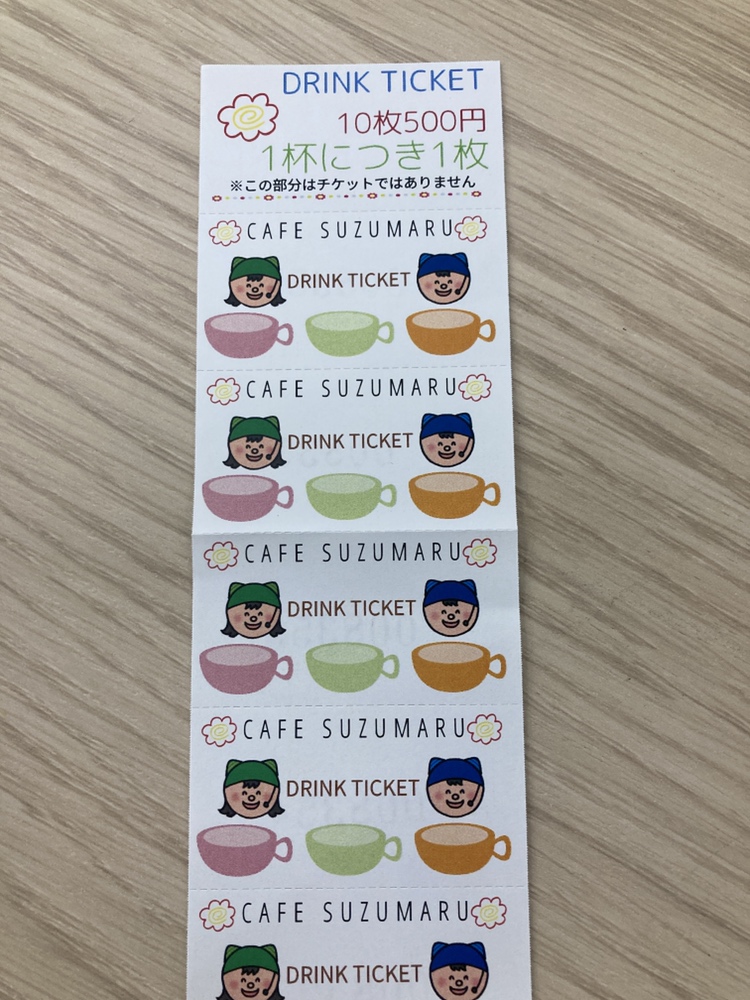 DRINK TICKET
10枚500円
1杯につき1枚
※この部分はチケットではありません
CAFE SUZUMARU
DRINK TICKET
CAFE SUZUMARU
DRINK TICKET
CAFE SUZUMARU
DRINK TICKET
CAFE SUZUMARU
DRINK TICKET
CAFE SUZUMARU
DRINK TICKET